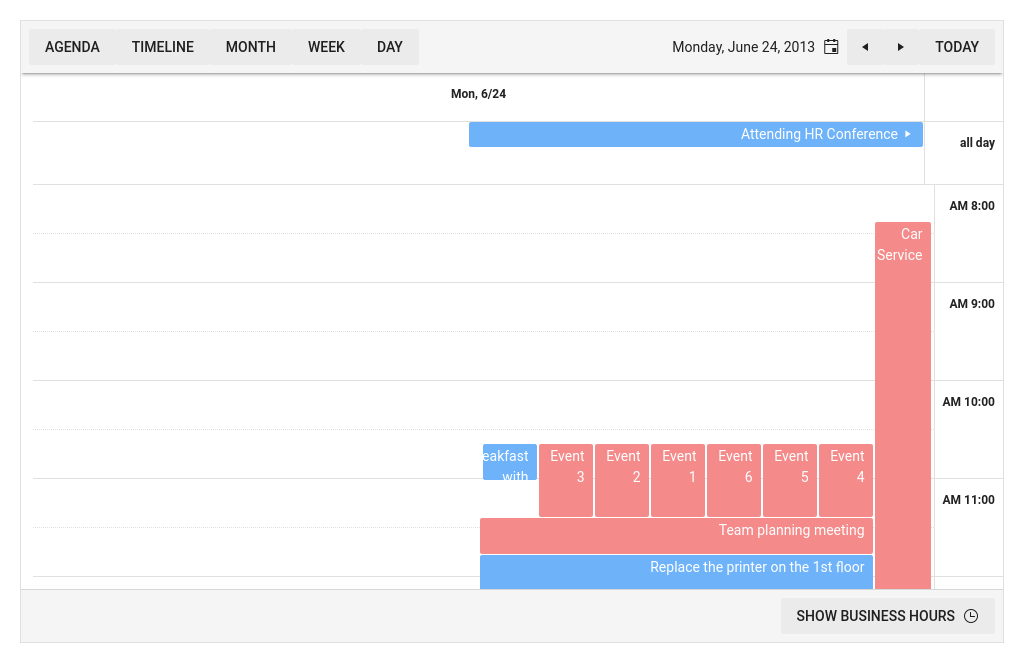 AGENDA TIMELINE MONTH WEEK DAY Monday, June 24, 2013 TODAY
Mon, 6/24
Attending HR Conference
all day
AM 8:00
Car
Service
AM 9:00
AM 10:00
eakfast
with
Event
3
Event
2
Event
1
Event
6
Event
5
Event
4
AM 11:00
Team planning meeting
Replace the printer on the 1st floor
SHOW BUSINESS HOURS